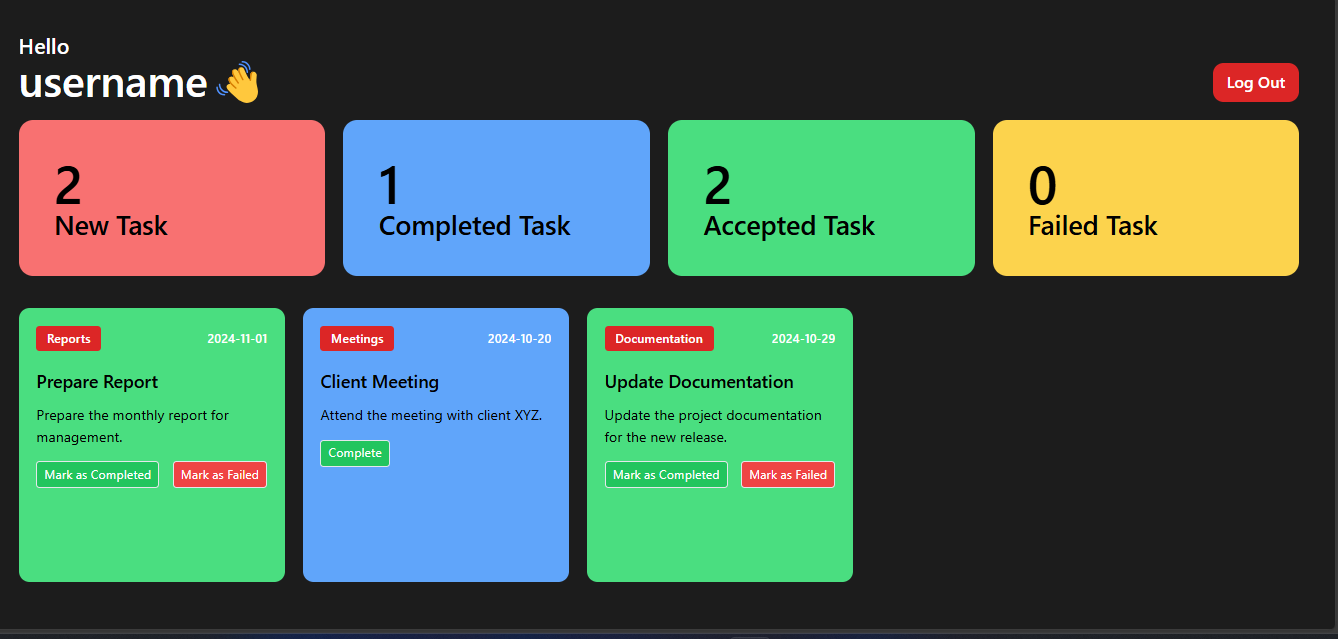 Hello
username 👋
Log Out
2
New Task
1
Completed Task
2
Accepted Task
0
Failed Task
Reports
2024-11-01
Prepare Report
Prepare the monthly report for
management.
Mark as Completed
Mark as Failed
Meetings
2024-10-20
Client Meeting
Attend the meeting with client XYZ.
Complete
Documentation
2024-10-29
Update Documentation
Update the project documentation
for the new release.
Mark as Completed
Mark as Failed